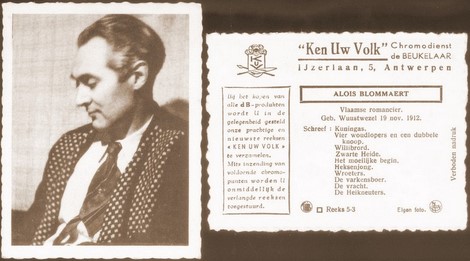 "Ken Uw Volk" Chromodienst
de BEUKELAAR
IJzerlaan, 5, Antwerpen
Bij het kopen van
alle dB-produkten
wordt U in de
gelegenheid gesteld
onze prachtige en
nieuwste reeksen
« KEN UW VOLK »
te verzamelen.
Mits inzending van
voldoende chromo-
punten worden U
onmiddellijk de
verlangde reeksen
toegestuurd.
ALOIS BLOMMAERT
Vlaamse romancier.
Geb. Wuustwezel 19 nov. 1912.
Schreef : Kuningas.
Vier woudlopers en een dubbele
knoop.
Willibrord.
Zwarte Heide.
Het moeilijke begin.
Heksenjong.
Wroeters.
De varkensboer.
De vracht.
De Heikneuters.
Reeks 5-3
Eigen foto.
Verboden nadruk